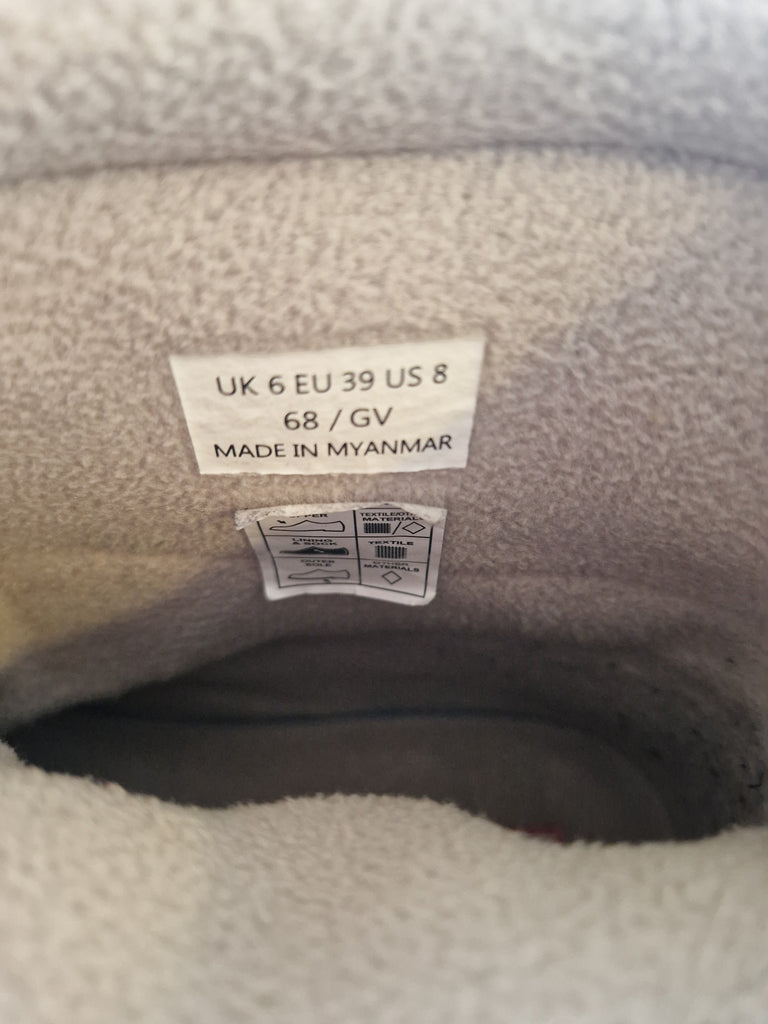 UK 6 EU 39 US 8
68 / GV
MADE IN MYANMAR
TEXTILE/OTHER
MATERIALS
LINING
& SOCK
TEXTILE
OUTER
SOLE
OTHER
MATERIALS